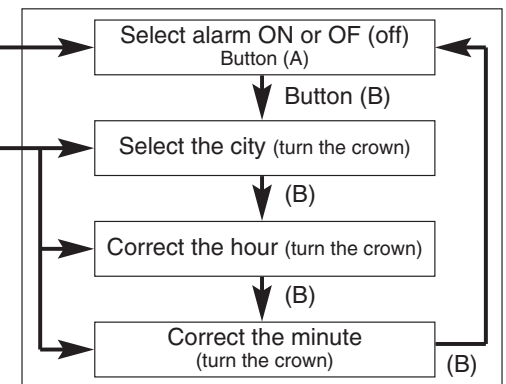 Select alarm ON or OF (off)
Button (A)
Button (B)
Select the city (turn the crown)
(B)
Correct the hour (turn the crown)
(B)
Correct the minute
(turn the crown)
(B)